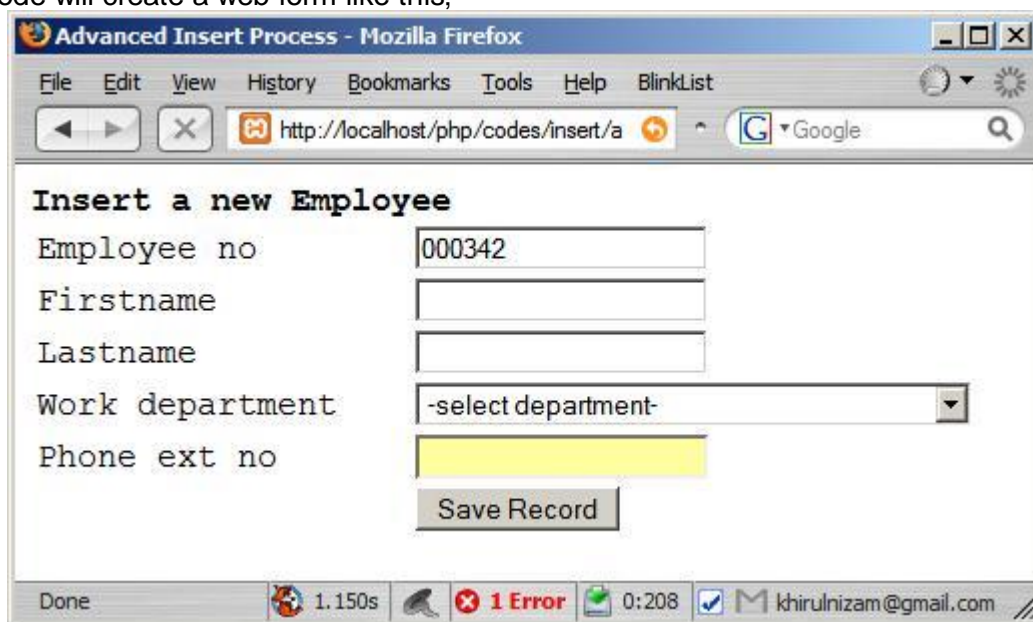 ode will create a web form like this,
Advanced Insert Process - Mozilla Firefox
File Edit View History Bookmarks Tools Help BlinkList
http://localhost/php/codes/insert/a G Google
Insert a new Employee
Employee no 000342
Firstname
Lastname
Work department -select department-
Phone ext no
Save Record
Done 1.150s 1 Error 0:208 khirulnizam@gmail.com